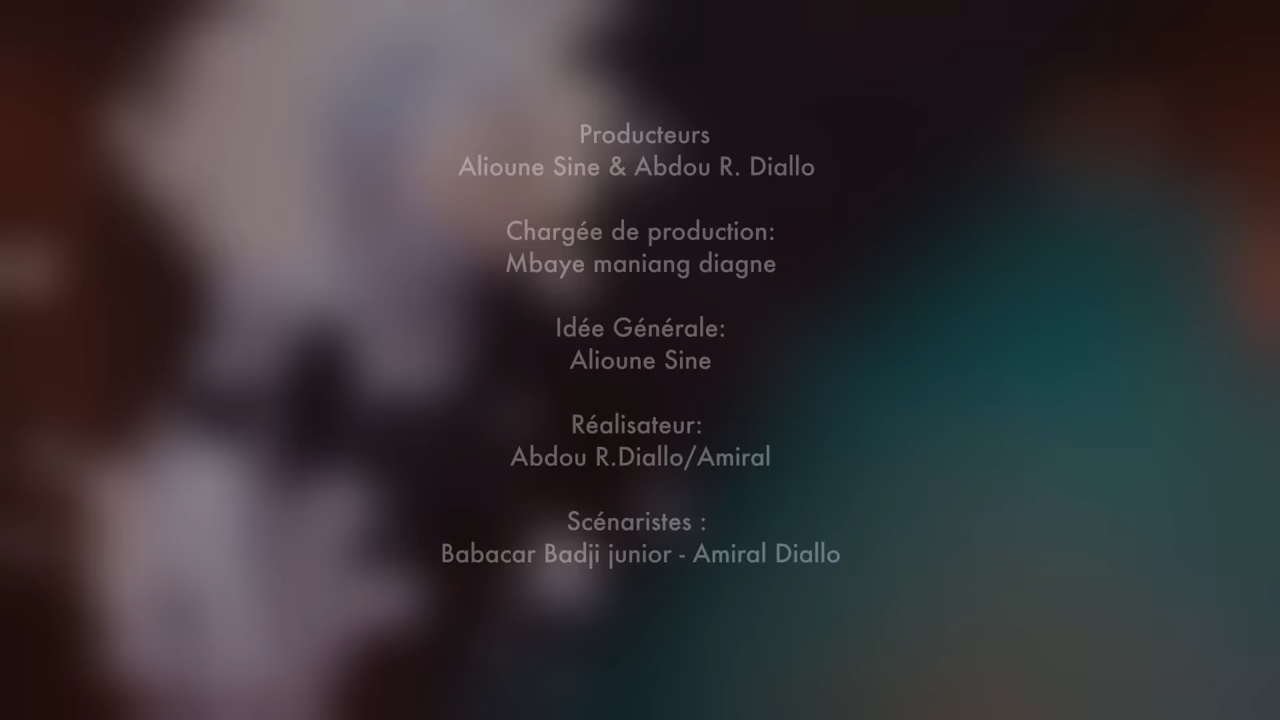 Producteurs
Alioune Sine & Abdou R. Diallo
Chargée de production:
Mbaye maniang diagne
Idée Générale:
Alioune Sine
Réalisateur:
Abdou R.Diallo/Amiral
Scénaristes :
Babacar Badji junior - Amiral Diallo